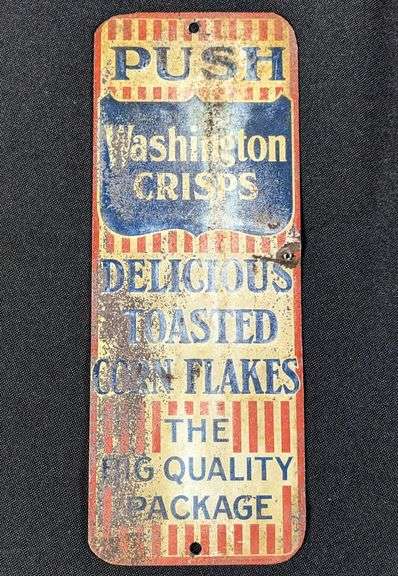 PUSH
Washington
CRISPS
DELICIOUS
TOASTED
CORN FLAKES
THE
BIG QUALITY
PACKAGE